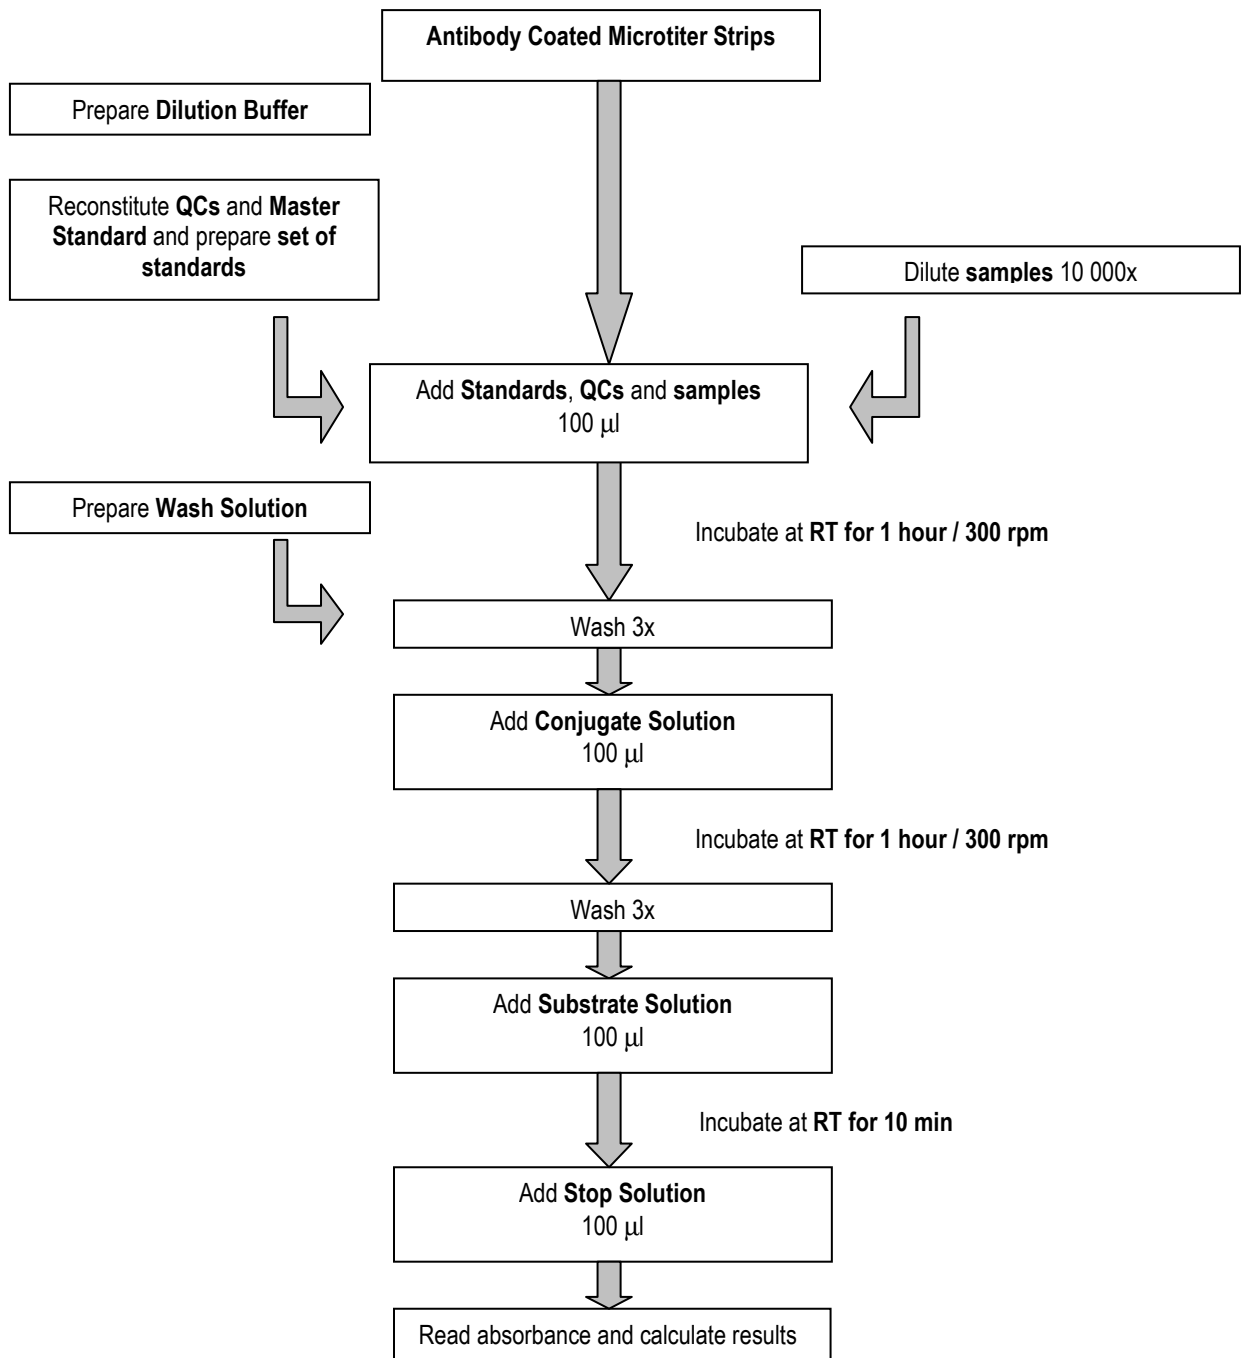 Antibody Coated Microtiter Strips
Prepare Dilution Buffer
Reconstitute QCs and Master
Standard and prepare set of
standards
Dilute samples 10 000x
Add Standards, QCs and samples
100 µl
Prepare Wash Solution
Incubate at RT for 1 hour / 300 rpm
Wash 3x
Add Conjugate Solution
100 µl
Incubate at RT for 1 hour / 300 rpm
Wash 3x
Add Substrate Solution
100 µl
Incubate at RT for 10 min
Add Stop Solution
100 µl
Read absorbance and calculate results